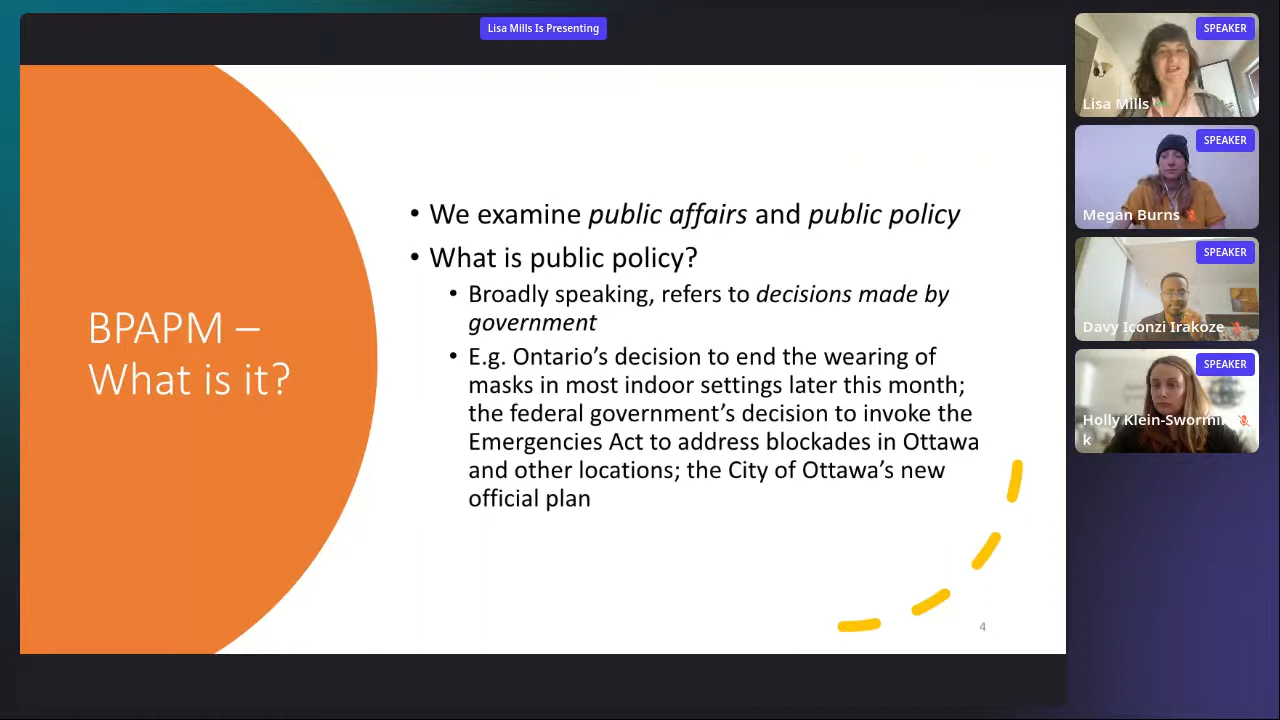 Lisa Mills Is Presenting
BPAPM –
What is it?
• We examine public affairs and public policy
• What is public policy?
• Broadly speaking, refers to decisions made by
government
• E.g. Ontario’s decision to end the wearing of
masks in most indoor settings later this month;
the federal government’s decision to invoke the
Emergencies Act to address blockades in Ottawa
and other locations; the City of Ottawa’s new
official plan
4
SPEAKER
Lisa Mills
SPEAKER
Megan Burns
SPEAKER
Davy Iconzi Irakoze
SPEAKER
Holly Klein-Swormin
k